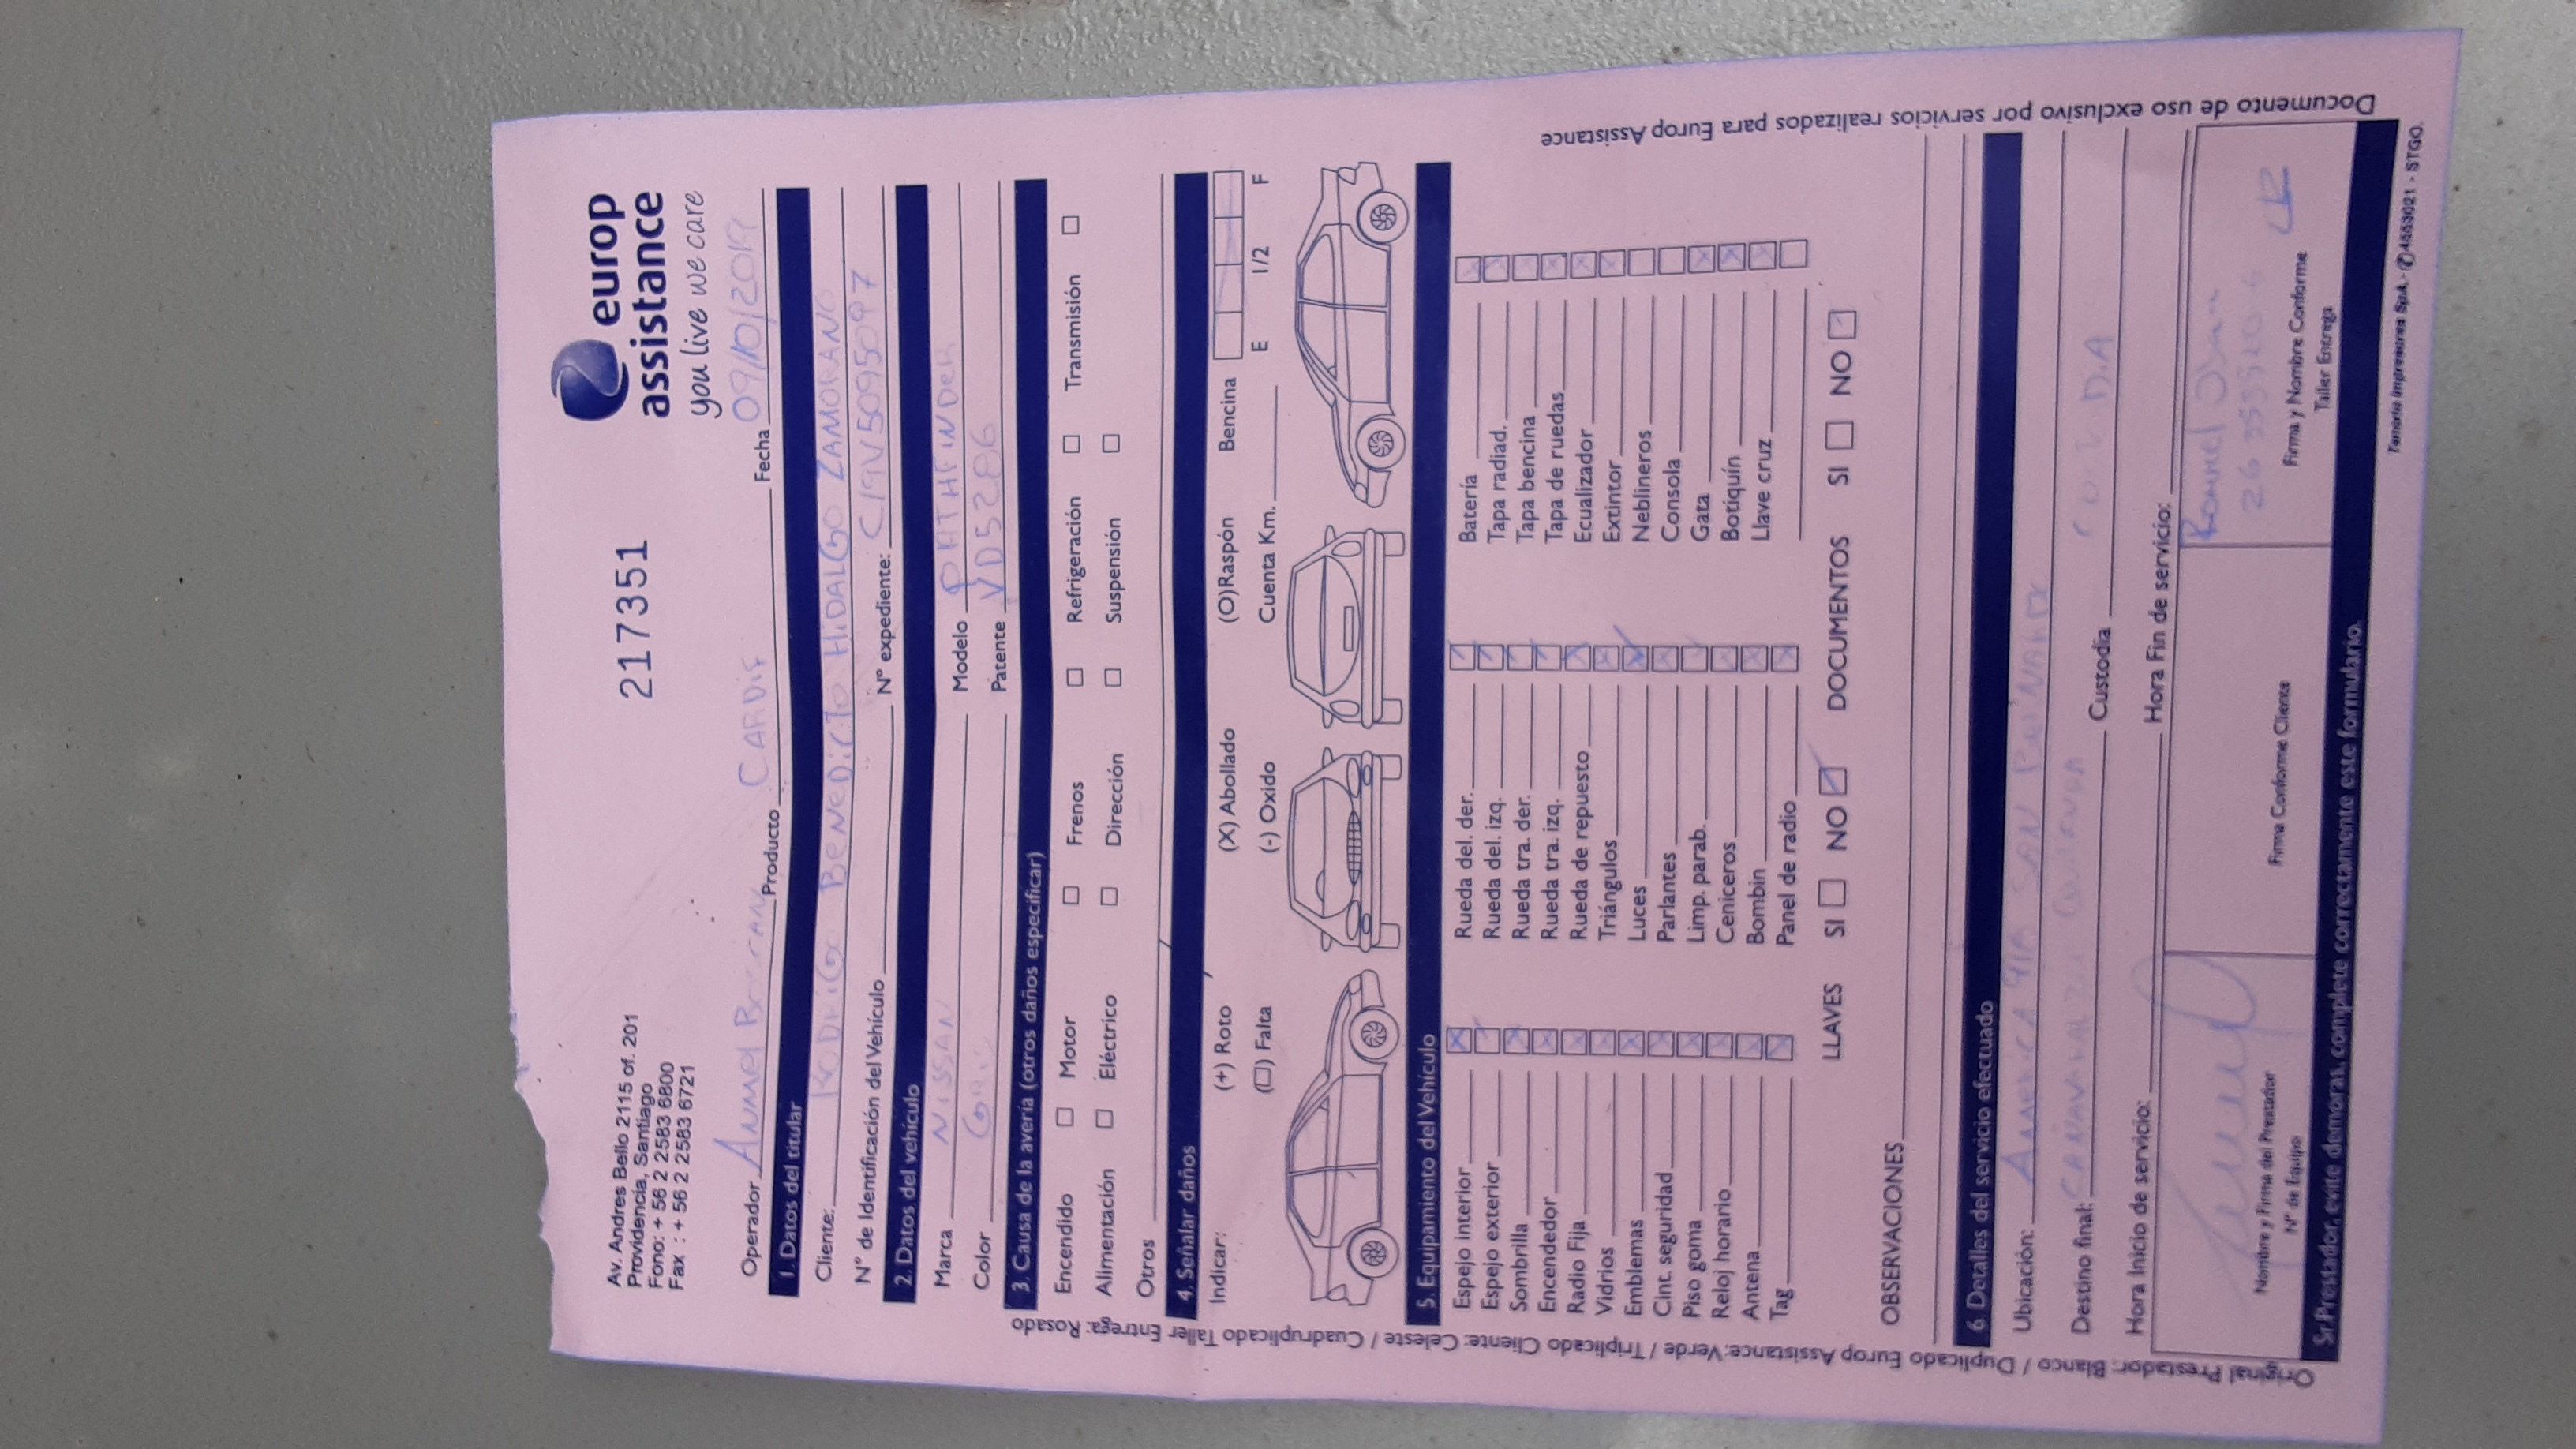 Av. Andres Bello 2115 of. 201
Providencia, Santiago
Fono: + 56 2 2583 6800
Fax : + 56 2 2583 6721
217351
europ
assistance
you live we care
Operador Producto CARDIF Fecha 09/10/2019
1. Datos del titular
Cliente: RODRIGO BENEDICTO HIDALGO ZAMORANO
N° de Identificación del Vehículo N° expediente: C19V5095097
2. Datos del vehículo
Marca NISSAN Modelo PATHFINDER
Color GRIS Patente VD5286
3. Causa de la avería (otros daños especificar)
Encendido Motor Frenos Refrigeración Transmisión
Alimentación Eléctrico Dirección Suspensión
Otros
4. Señalar daños
Indicar: (+) Roto (X) Abollado (O)Raspón Bencina
E 1/2 F
(□) Falta (-) Oxido Cuenta Km.
5. Equipamiento del Vehículo
Espejo interior Rueda del. der. Batería
Espejo exterior Rueda del. izq. Tapa radiad.
Sombrilla Rueda tra. der. Tapa bencina
Encendedor Rueda tra. izq. Tapa de ruedas
Radio Fija Rueda de repuesto Ecualizador
Vidrios Triángulos Extintor
Emblemas Luces Neblineros
Cint. seguridad Parlantes Consola
Piso goma Limp. parab. Gata
Reloj horario Ceniceros Botiquín
Antena Bombin Llave cruz
Tag Panel de radio
LLAVES SI NO DOCUMENTOS SI NO
OBSERVACIONES
6. Detalles del servicio efectuado
Ubicación: AMERICA 911 SAN BERNARDO
Destino final: Custodia
Hora Inicio de servicio: Hora Fin de servicio:
Nombre y Firma del Prestador
N° de Equipo
Firma Conforme Cliente
Firma y Nombre Conforme
Taller Entrega
Sr.Prestador, evite demoras, complete correctamente este formulario.
Original Prestador: Blanco / Duplicado Europ Assistance:Verde / Triplicado Cliente: Celeste / Cuadruplicado Taller Entrega: Rosado
Documento de uso exclusivo por servicios realizados para Europ Assistance